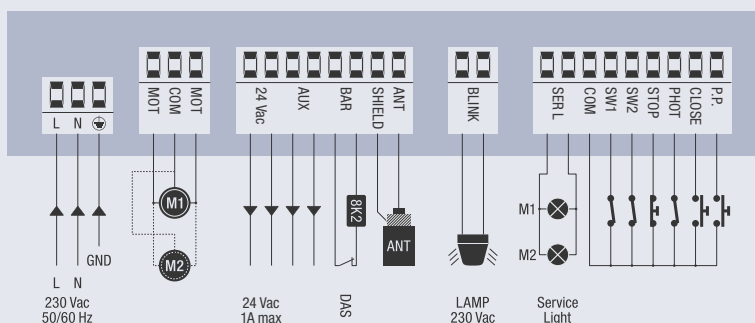 L N
MOT COM MOT
24 Vac AUX BAR SHIELD ANT
BLINK
SER L COM SW1 SW2 STOP PHOT CLOSE P.P.
M1
M2
8K2
ANT
M1
M2
GND
L N
230 Vac
50/60 Hz
24 Vac
1A max
DAS
LAMP
230 Vac
Service
Light